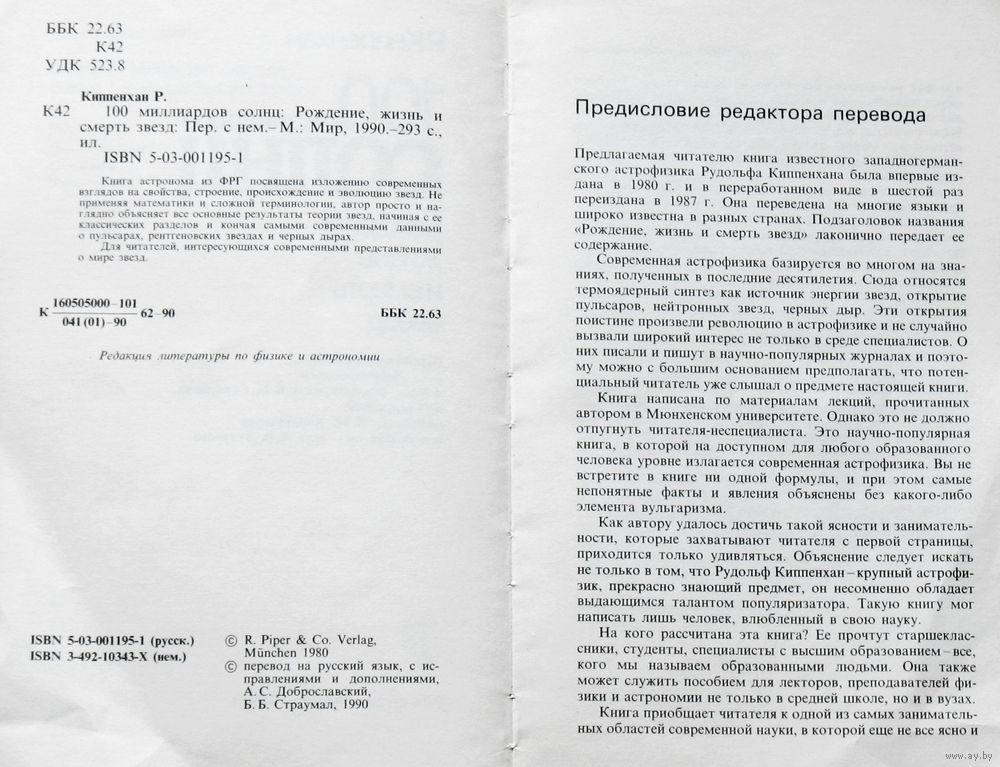 ББК 22.63
К42
УДК 523.8
Киппенхан Р.
К42 100 миллиардов солнц: Рождение, жизнь и
смерть звезд: Пер. с нем.– М.: Мир, 1990.–293 с.,
ил.
ISBN 5-03-001195-1
Книга астронома из ФРГ посвящена изложению современных
взглядов на свойства, строение, происхождение и эволюцию звезд. Не
применяя математики и сложной терминологии, автор просто и на-
глядно объясняет все основные результаты теории звезд, начиная с ее
классических разделов и кончая самыми современными данными
о пульсарах, рентгеновских звездах и черных дырах.
Для читателей, интересующихся современными представлениями
о мире звезд.
К 160505000–101
041 (01)–90 62–90 ББК 22.63
Редакция литературы по физике и астрономии
ISBN 5-03-001195-1 (русск.)
ISBN 3-492-10343-X (нем.)
© R. Piper & Co. Verlag,
München 1980
© перевод на русский язык, с ис-
правлениями и дополнениями,
А. С. Доброславский,
Б. Б. Страумал, 1990
Предисловие редактора перевода
Предлагаемая читателю книга известного западногерман-
ского астрофизика Рудольфа Киппенхана была впервые из-
дана в 1980 г. и в переработанном виде в шестой раз
переиздана в 1987 г. Она переведена на многие языки и
широко известна в разных странах. Подзаголовок названия
«Рождение, жизнь и смерть звезд» лаконично передает ее
содержание.
Современная астрофизика базируется во многом на зна-
ниях, полученных в последние десятилетия. Сюда относятся
термоядерный синтез как источник энергии звезд, открытие
пульсаров, нейтронных звезд, черных дыр. Эти открытия
поистине произвели революцию в астрофизике и не случайно
вызвали широкий интерес не только в среде специалистов. О
них писали и пишут в научно-популярных журналах и поэто-
му можно с большим основанием предполагать, что потен-
циальный читатель уже слышал о предмете настоящей книги.
Книга написана по материалам лекций, прочитанных
автором в Мюнхенском университете. Однако это не должно
отпугнуть читателя-неспециалиста. Это научно-популярная
книга, в которой на доступном для любого образованного
человека уровне излагается современная астрофизика. Вы не
встретите в книге ни одной формулы, и при этом самые
непонятные факты и явления объяснены без какого-либо
элемента вульгаризма.
Как автору удалось достичь такой ясности и заниматель-
ности, которые захватывают читателя с первой страницы,
приходится только удивляться. Объяснение следует искать
не только в том, что Рудольф Киппенхан–крупный астрофи-
зик, прекрасно знающий предмет, он несомненно обладает
выдающимся талантом популяризатора. Такую книгу мог
написать лишь человек, влюбленный в свою науку.
На кого рассчитана эта книга? Ее прочтут старшеклас-
сники, студенты, специалисты с высшим образованием–все,
кого мы называем образованными людьми. Она также
может служить пособием для лекторов, преподавателей фи-
зики и астрономии не только в средней школе, но и в вузах.
Книга приобщает читателя к одной из самых заниматель-
ных областей современной науки, в которой еще не все ясно и
www.ay.by